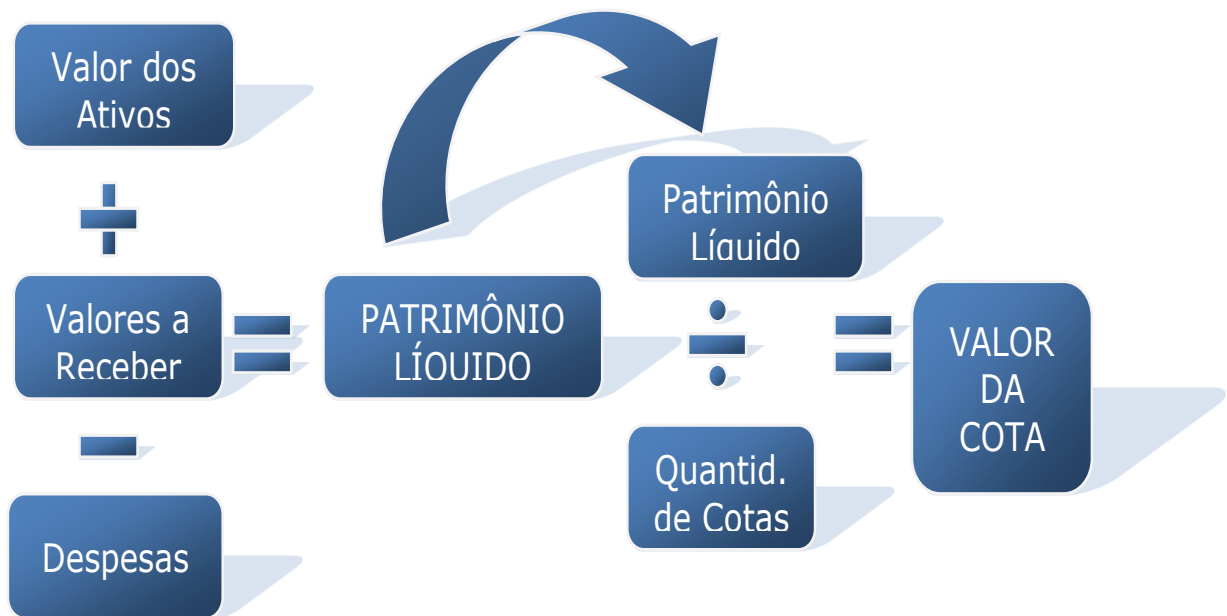 Valor dos
Ativos
+
Valores a
Receber
-
Despesas
=
PATRIMÔNIO
LÍQUIDO
Patrimônio
Líquido
÷
Quantid.
de Cotas
=
VALOR
DA
COTA